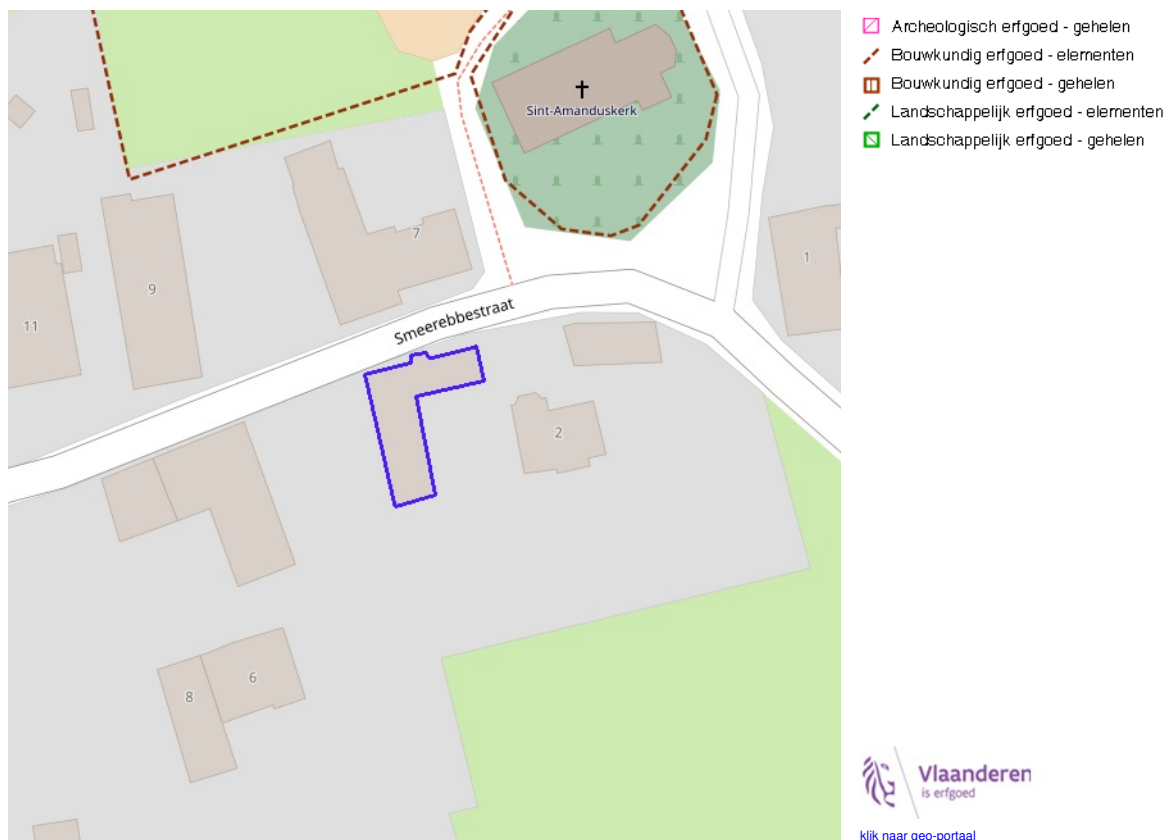 Sint-Amanduskerk
7
1
9
11
Smeerebbestraat
2
6
8
Archeologisch erfgoed - gehelen
Bouwkundig erfgoed - elementen
Bouwkundig erfgoed - gehelen
Landschappelijk erfgoed - elementen
Landschappelijk erfgoed - gehelen
Vlaanderen
is erfgoed
klik naar geo-portaal